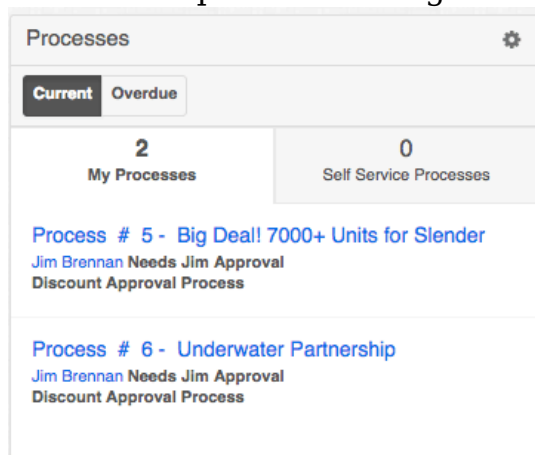 Processes
Current Overdue
2 0
My Processes Self Service Processes
Process # 5 - Big Deal! 7000+ Units for Slender
Jim Brennan Needs Jim Approval
Discount Approval Process
Process # 6 - Underwater Partnership
Jim Brennan Needs Jim Approval
Discount Approval Process